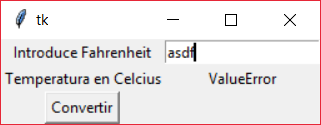 tk
Introduce Fahrenheit asdf
Temperatura en Celcius ValueError
Convertir